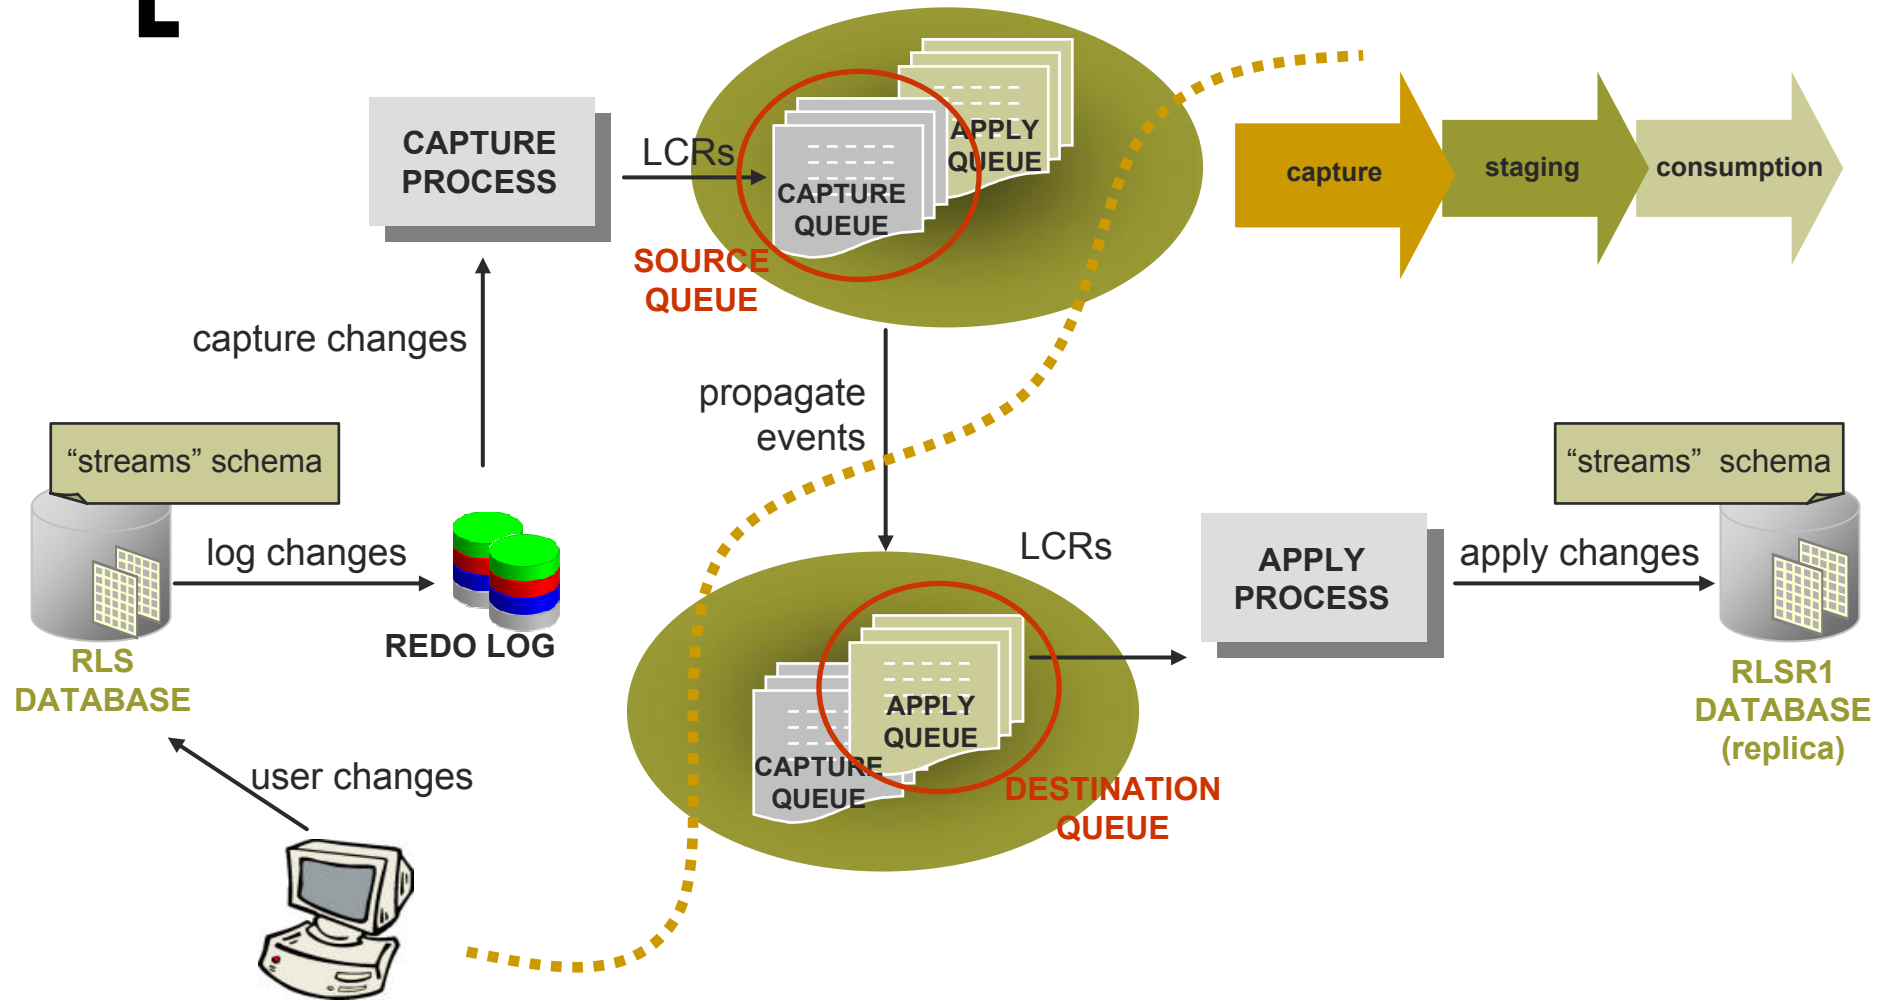 CAPTURE
PROCESS
LCRs
APPLY
QUEUE
CAPTURE
QUEUE
SOURCE
QUEUE
capture
staging
consumption
capture changes
propagate
events
“streams” schema
log changes
REDO LOG
RLS
DATABASE
user changes
LCRs
APPLY
QUEUE
CAPTURE
QUEUE
DESTINATION
QUEUE
APPLY
PROCESS
apply changes
“streams” schema
RLSR1
DATABASE
(replica)